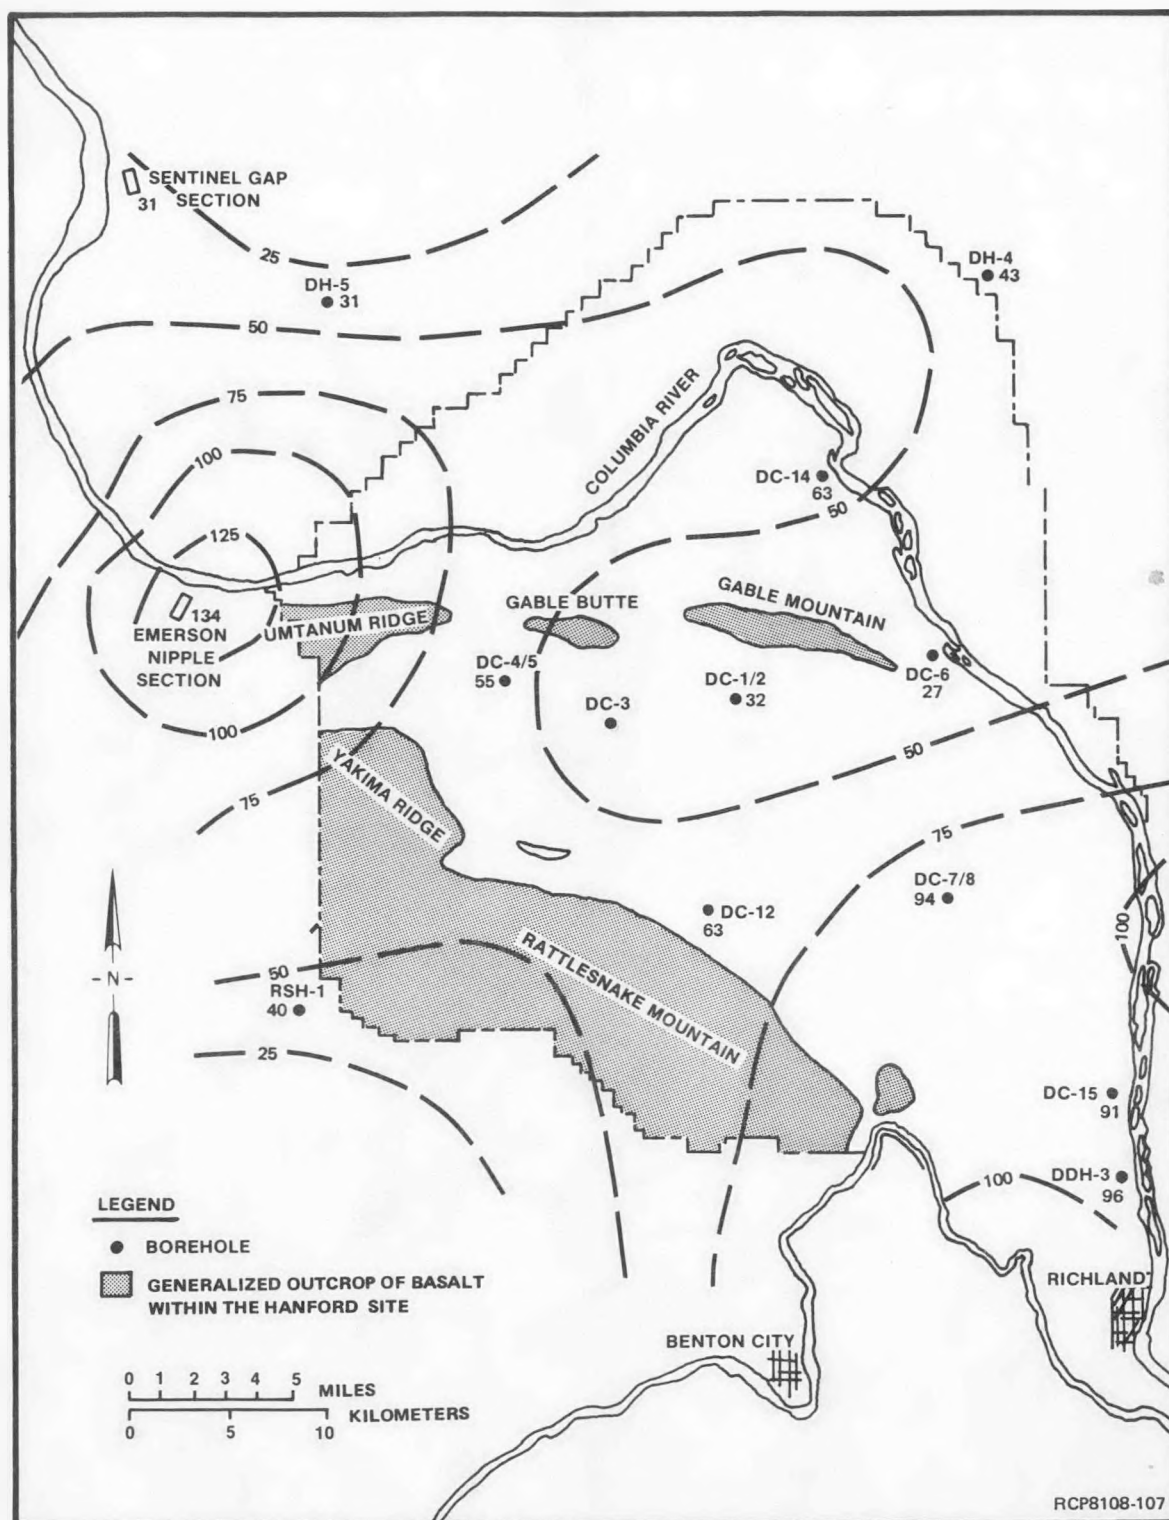 SENTINEL GAP
SECTION
31
25
DH-5
31
DH-4
43
50
75
COLUMBIA RIVER
100
DC-14
63
50
125
134
EMERSON
NIPPLE
SECTION
UMTANUM RIDGE
GABLE BUTTE
GABLE MOUNTAIN
DC-4/5
55
DC-3
DC-1/2
32
DC-6
27
100
50
YAKIMA RIDGE
75
75
DC-7/8
94
DC-12
63
100
RATTLESNAKE MOUNTAIN
-N-
50
RSH-1
40
25
DC-15
91
100
DDH-3
96
LEGEND
BOREHOLE
GENERALIZED OUTCROP OF BASALT
WITHIN THE HANFORD SITE
RICHLAND
BENTON CITY
0 1 2 3 4 5
MILES
KILOMETERS
0 5 10
RCP8108-107